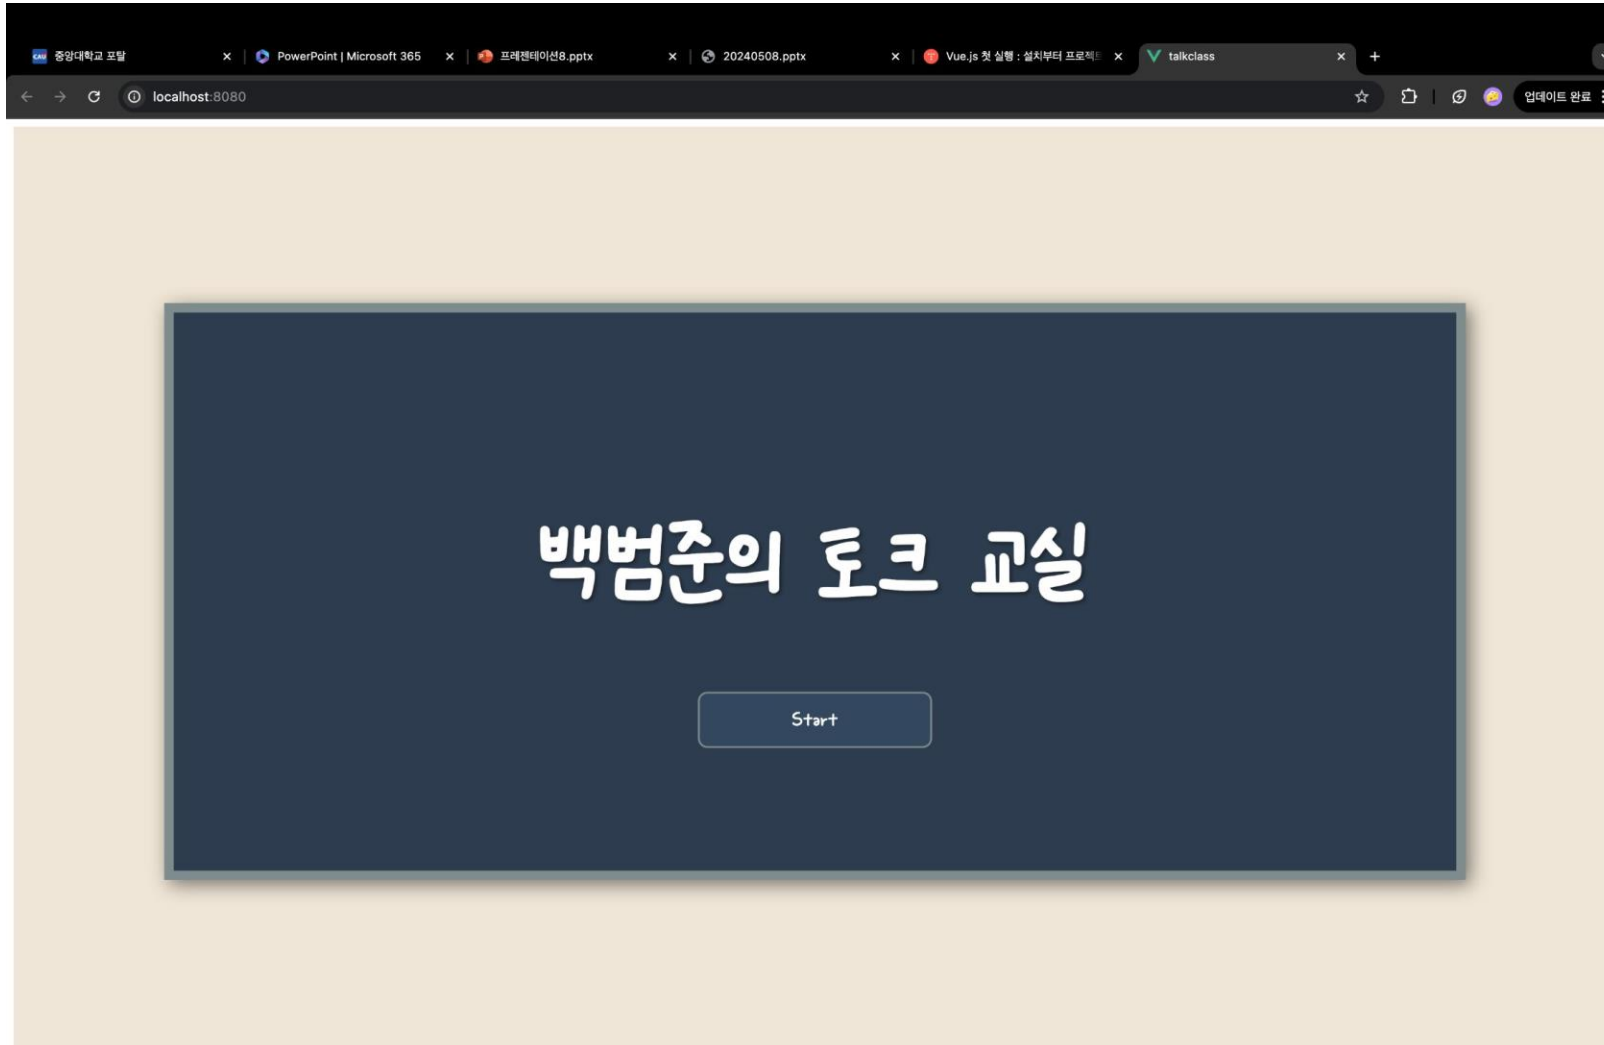 CAU 중앙대학교 포탈
PowerPoint | Microsoft 365
프레젠테이션8.pptx
20240508.pptx
Vue.js 첫 실행 : 설치부터 프로젝트
talkclass
localhost:8080
업데이트 완료
백범준의 토크 교실
Start